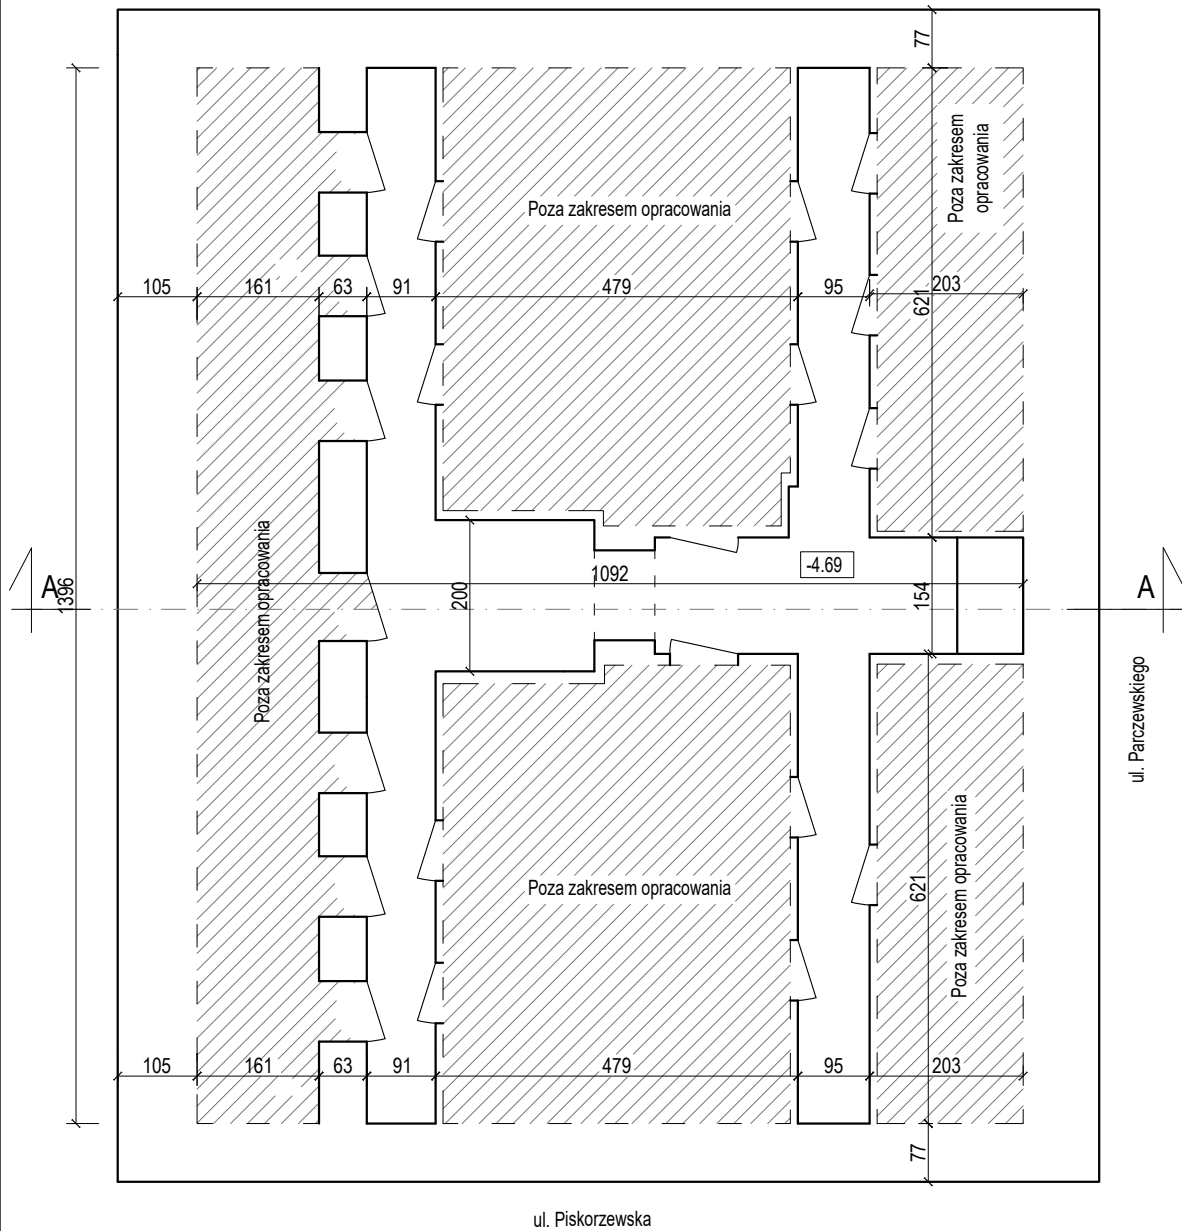 77
Poza zakresem
opracowania
Poza zakresem opracowania
105 161 63 91 479 95 203
621
A
1396
Poza zakresem opracowania
1092
200
-4.69
154
A
ul. Parczewskiego
Poza zakresem opracowania
621
Poza zakresem opracowania
105 161 63 91 479 95 203
77
ul. Piskorzewska